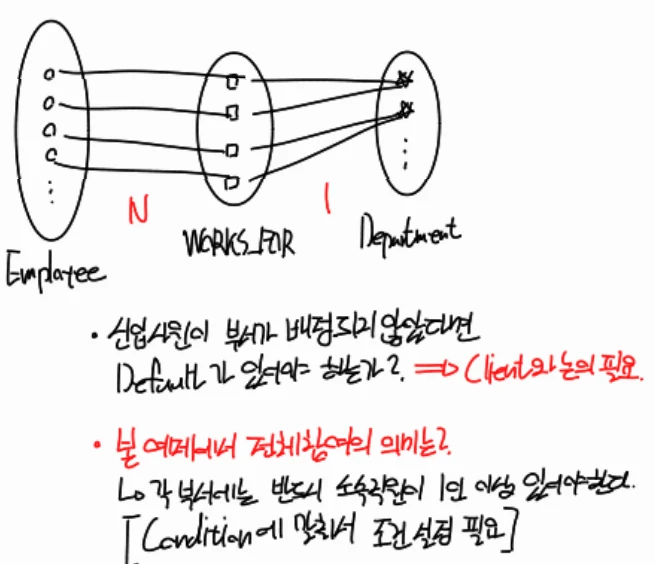 N
1
WORKS_FOR
Department
Employee
• 신입사원이 부서가 배정되지 않았다면
Default가 있어야 하는가? ⇒ Client와 논의 필요.
• 본 예제에서 전체참여의 의미는?
↳ 각 부서에는 반드시 소속직원이 1인 이상 있어야한다.
[Condition에 맞춰서 조건 설정 필요]